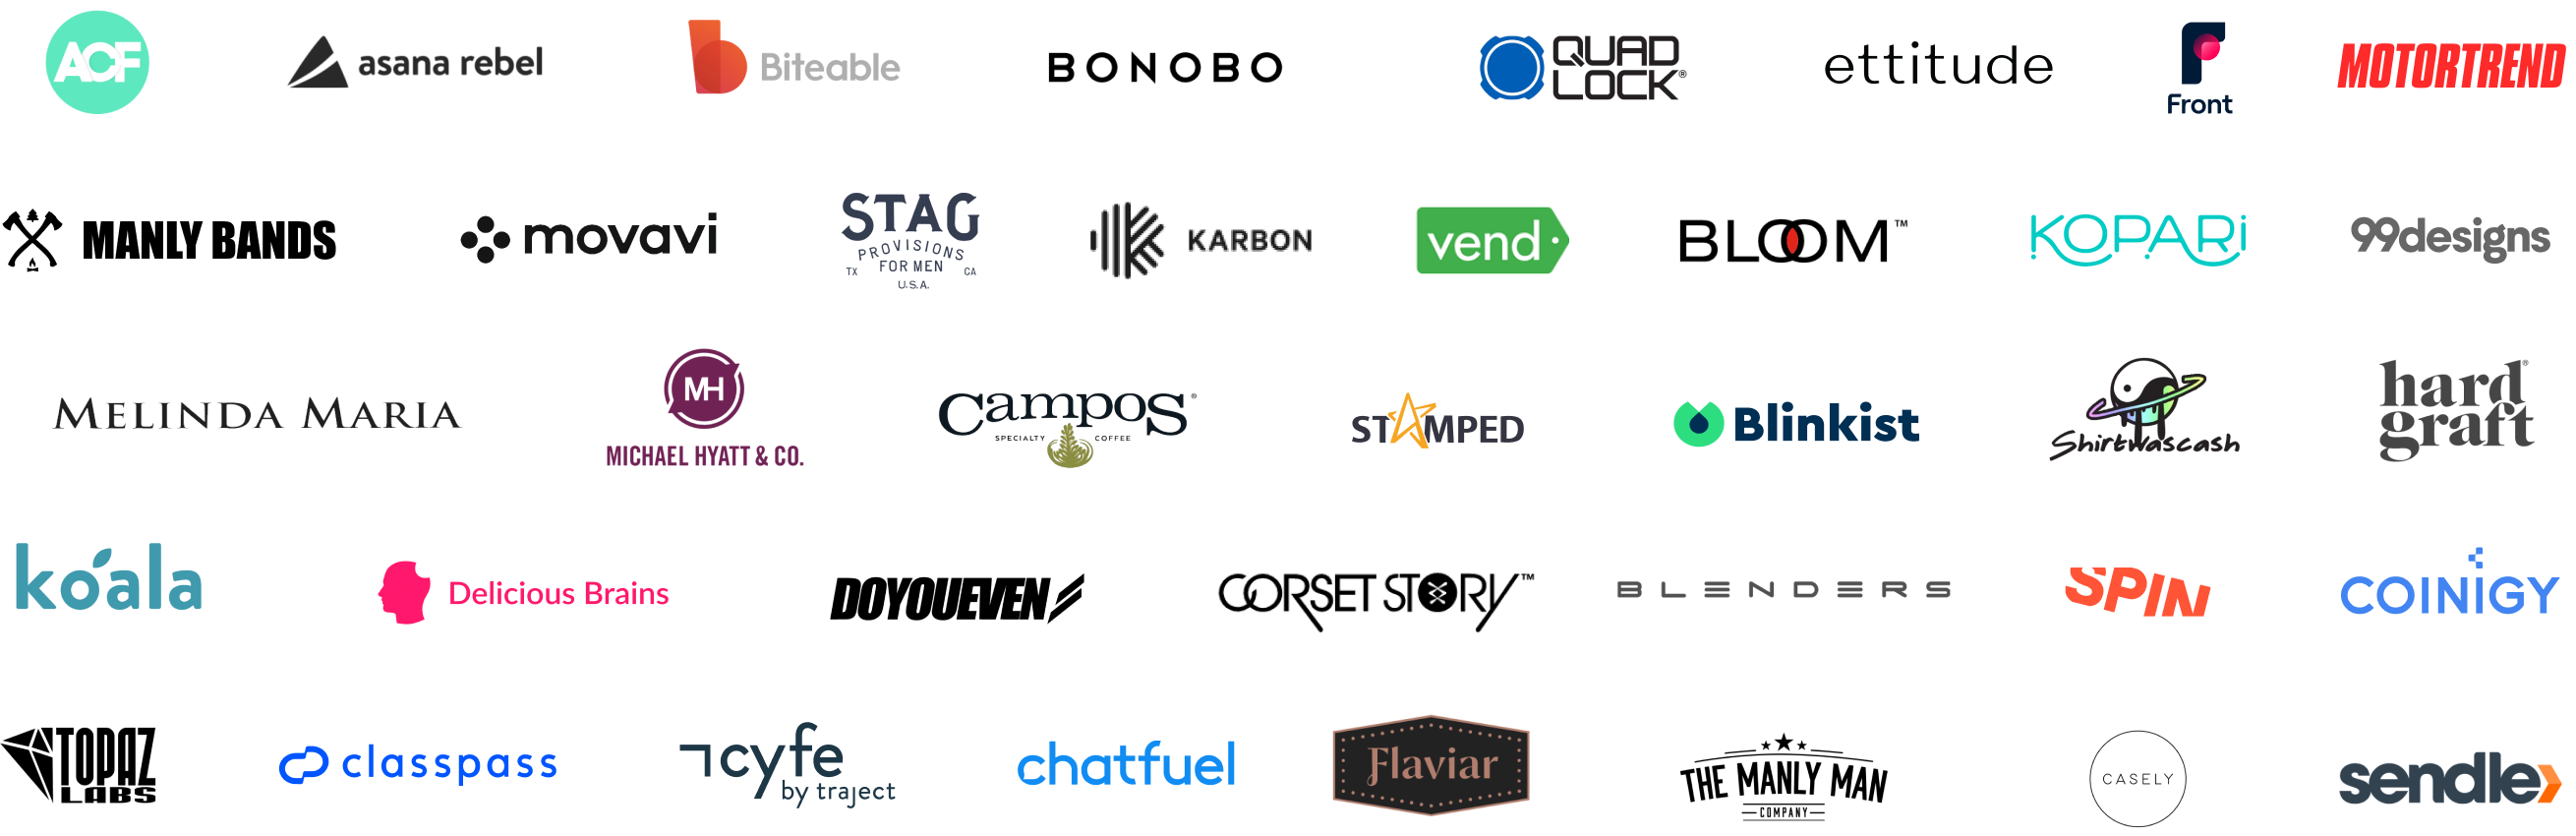 ACF
asana rebel
Biteable
BONOBO
QUAD
LOCK®
ettitude
Front
MOTORTREND
MANLY BANDS
movavi
STAG
PROVISIONS
TX FOR MEN CA
U.S.A.
KARBON
vend
BLOOM™
KOPARi
99designs
MELINDA MARIA
MH
MICHAEL HYATT & CO.
Campos®
SPECIALTY COFFEE
STAMPED
Blinkist
Shirtwascash
hard®
graft
koala
Delicious Brains
DOYOUEVEN
CORSET STORY™
BLENDERS
SPIN
COINiGY
TOPAZ
LABS
classpass
cyfe
by traject
chatfuel
Flaviar
THE MANLY MAN
COMPANY
CASELY
sendle